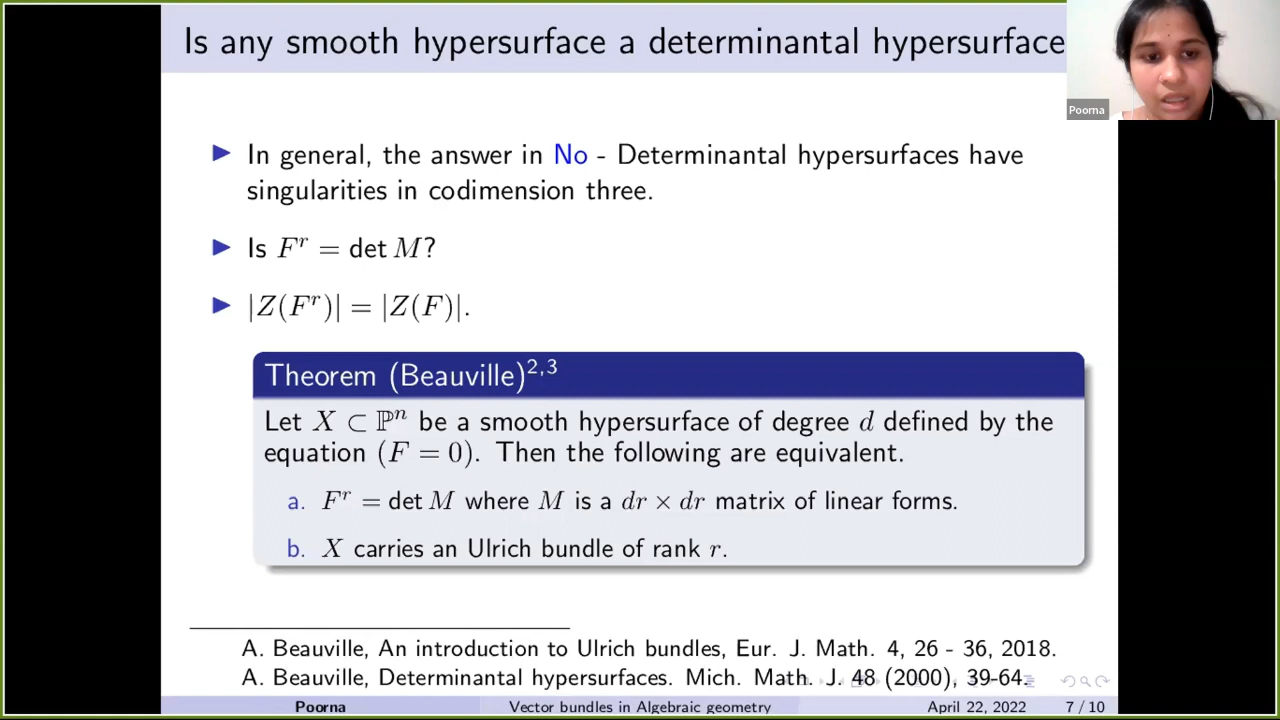 Is any smooth hypersurface a determinantal hypersurface
Poorna
▶ In general, the answer in No - Determinantal hypersurfaces have
singularities in codimension three.
▶ Is F^r = det M?
▶ |Z(F^r)| = |Z(F)|.
Theorem (Beauville)^2,3
Let X ⊂ ℙ^n be a smooth hypersurface of degree d defined by the
equation (F = 0). Then the following are equivalent.
a. F^r = det M where M is a dr × dr matrix of linear forms.
b. X carries an Ulrich bundle of rank r.
A. Beauville, An introduction to Ulrich bundles, Eur. J. Math. 4, 26 - 36, 2018.
A. Beauville, Determinantal hypersurfaces. Mich. Math. J. 48 (2000), 39-64.
Poorna Vector bundles in Algebraic geometry April 22, 2022 7 / 10